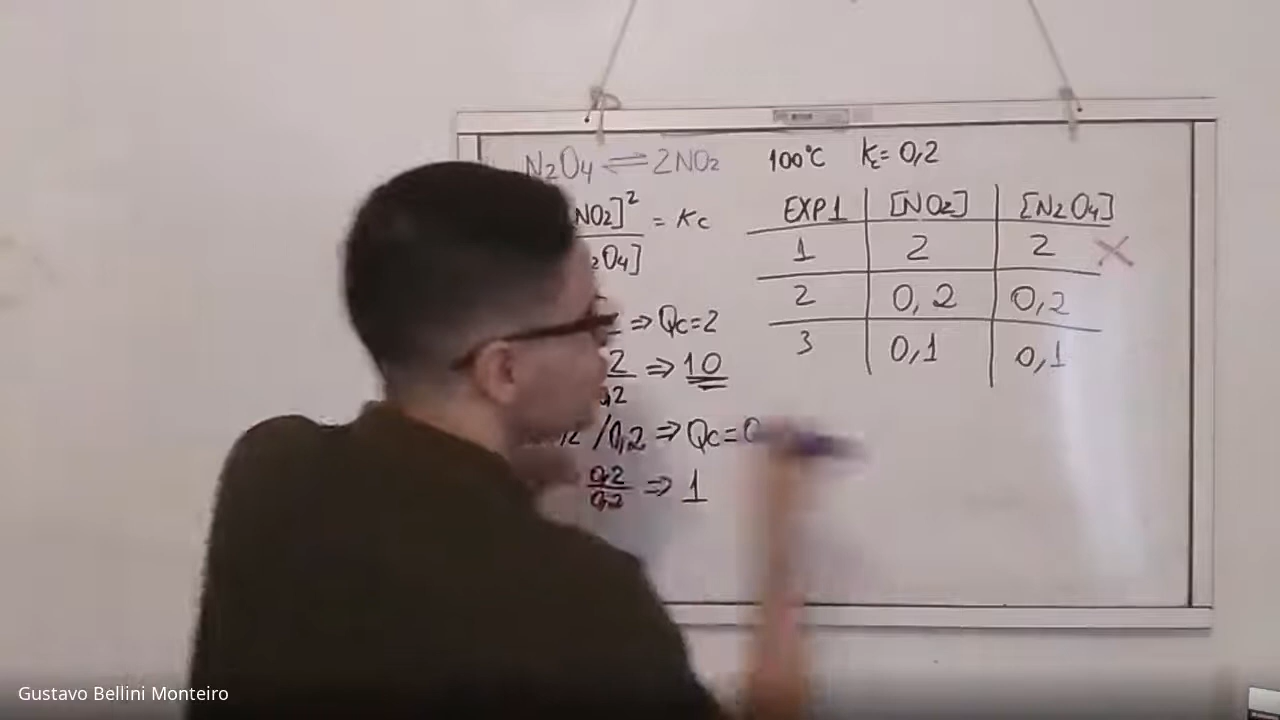 N₂O₄ ⇌ 2NO₂ 100°C Kc=0,2
NO₂]² = Kc
₂O₄]
EXP1 [NO₂] [N₂O₄]
1 2 2 X
2 0,2 0,2
3 0,1 0,1
⇒ Qc=2
2 ⇒ 10
,2
/0,2 ⇒ Qc=0
0,2 ⇒ 1
0,2
Gustavo Bellini Monteiro